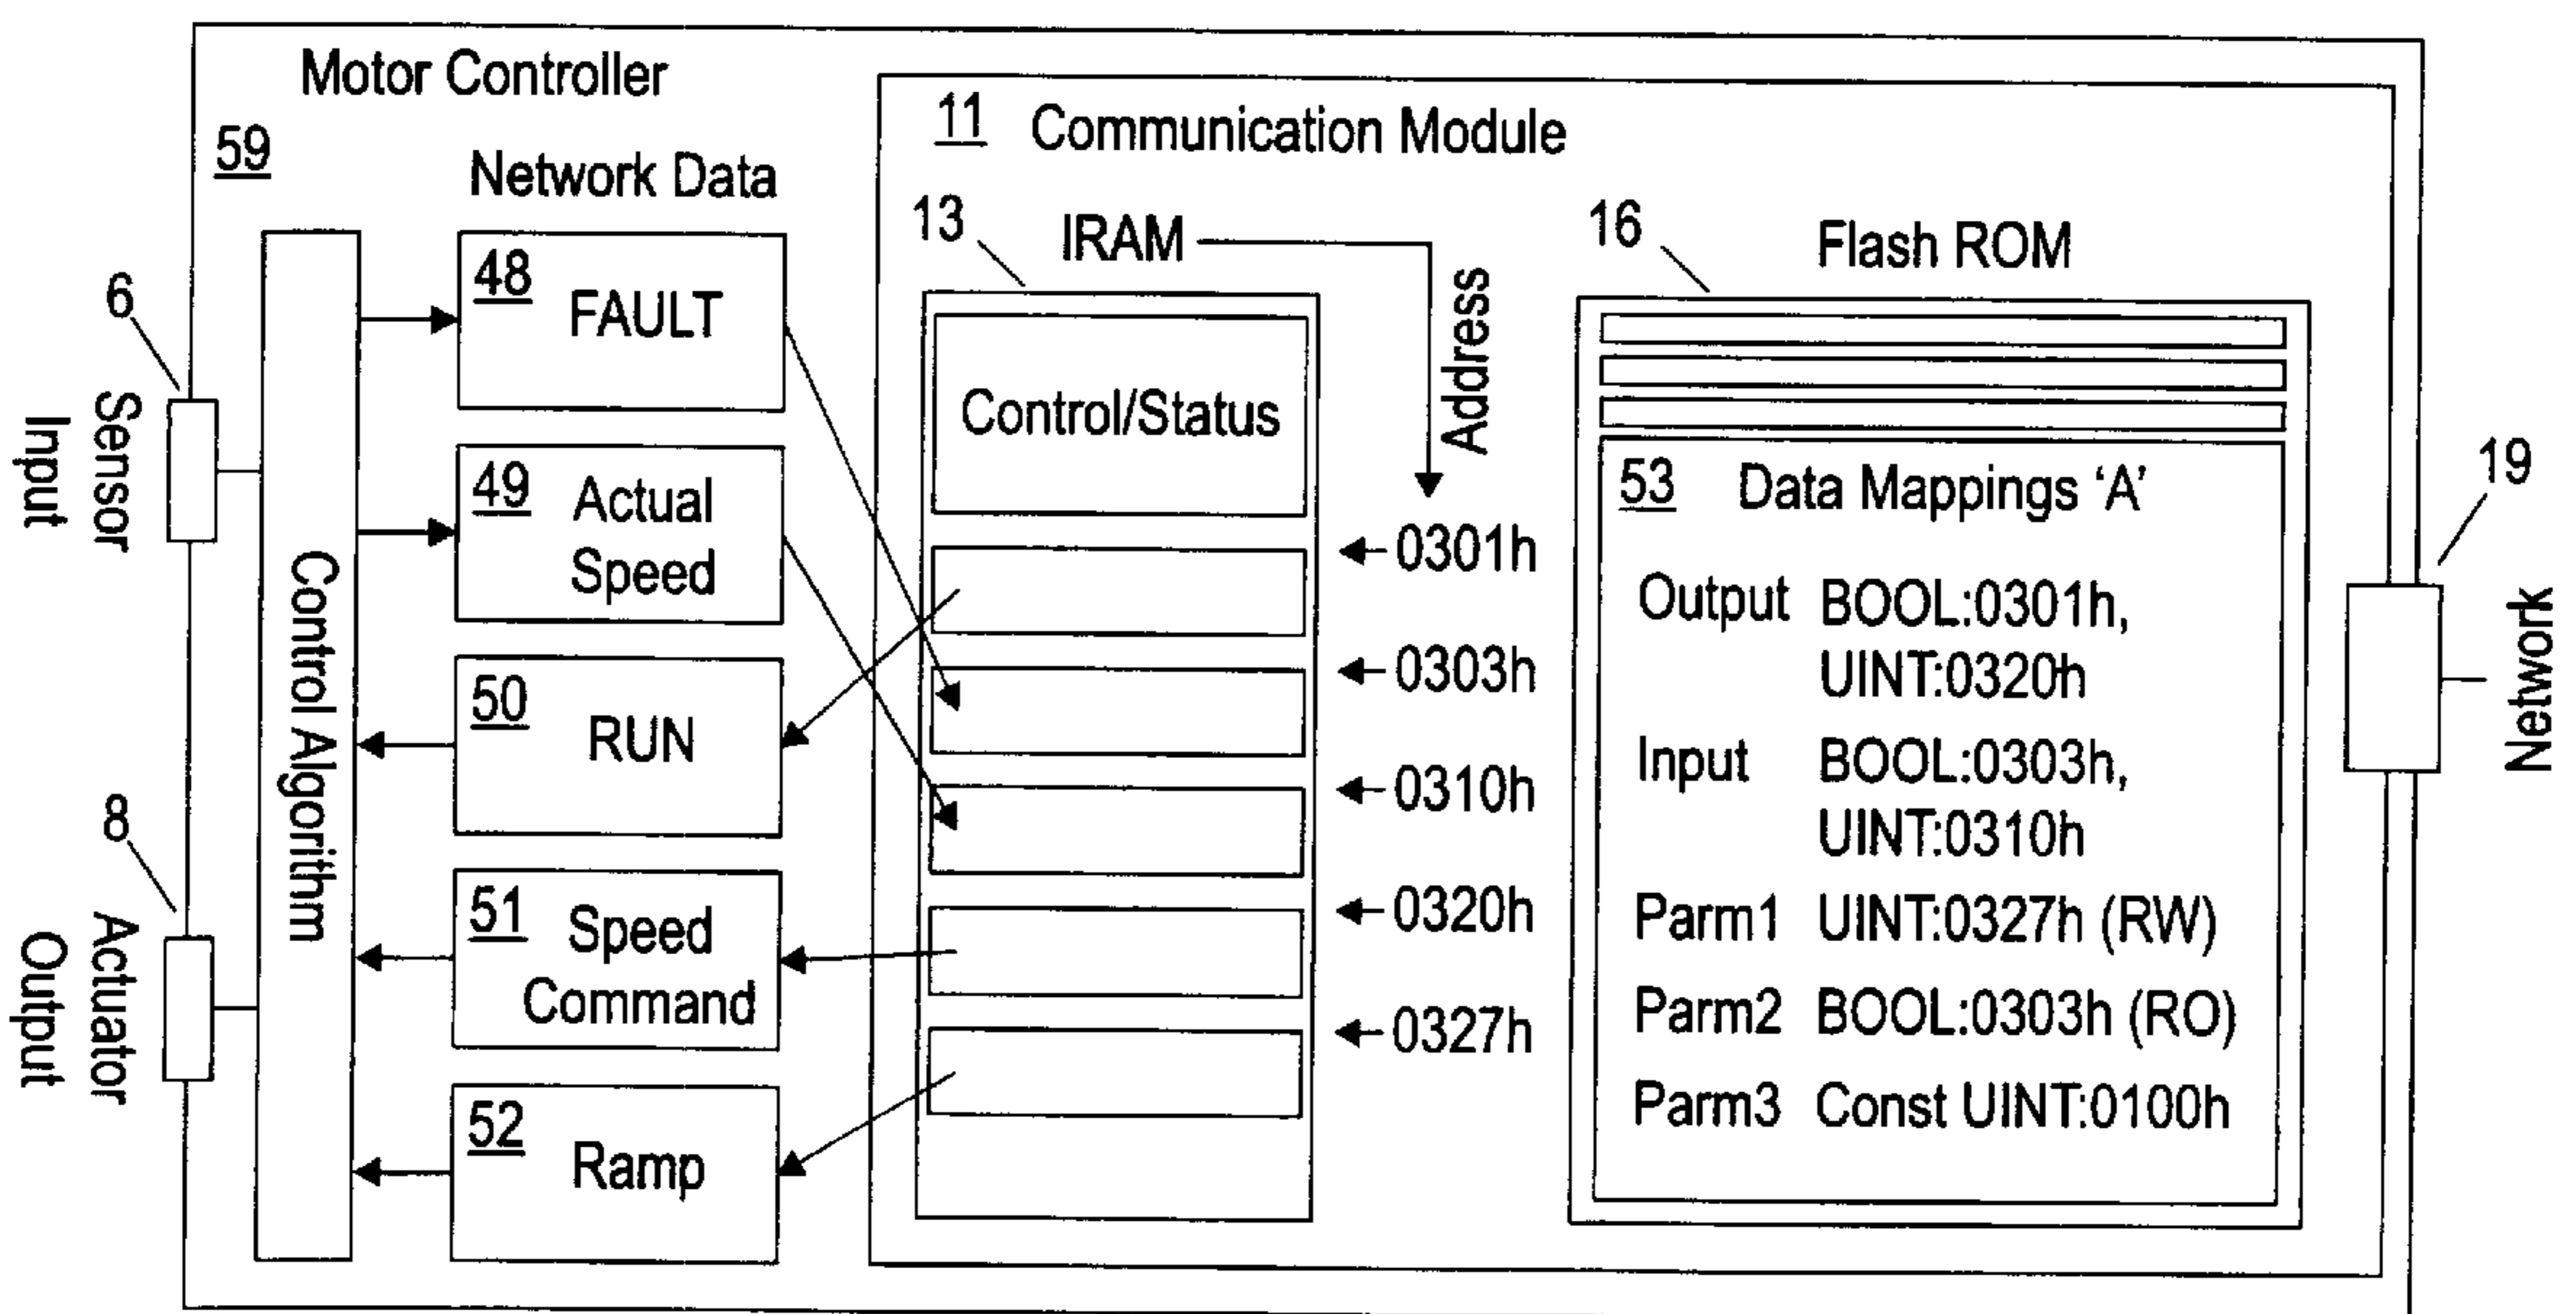 Motor Controller
59
Network Data
6
Sensor
Input
8
Actuator
Output
Control Algorithm
48
FAULT
49
Actual
Speed
50
RUN
51
Speed
Command
52
Ramp
11 Communication Module
13
IRAM
Address
Control/Status
0301h
0303h
0310h
0320h
0327h
16
Flash ROM
53 Data Mappings ‘A’
Output BOOL:0301h,
UINT:0320h
Input BOOL:0303h,
UINT:0310h
Parm1 UINT:0327h (RW)
Parm2 BOOL:0303h (RO)
Parm3 Const UINT:0100h
19
Network